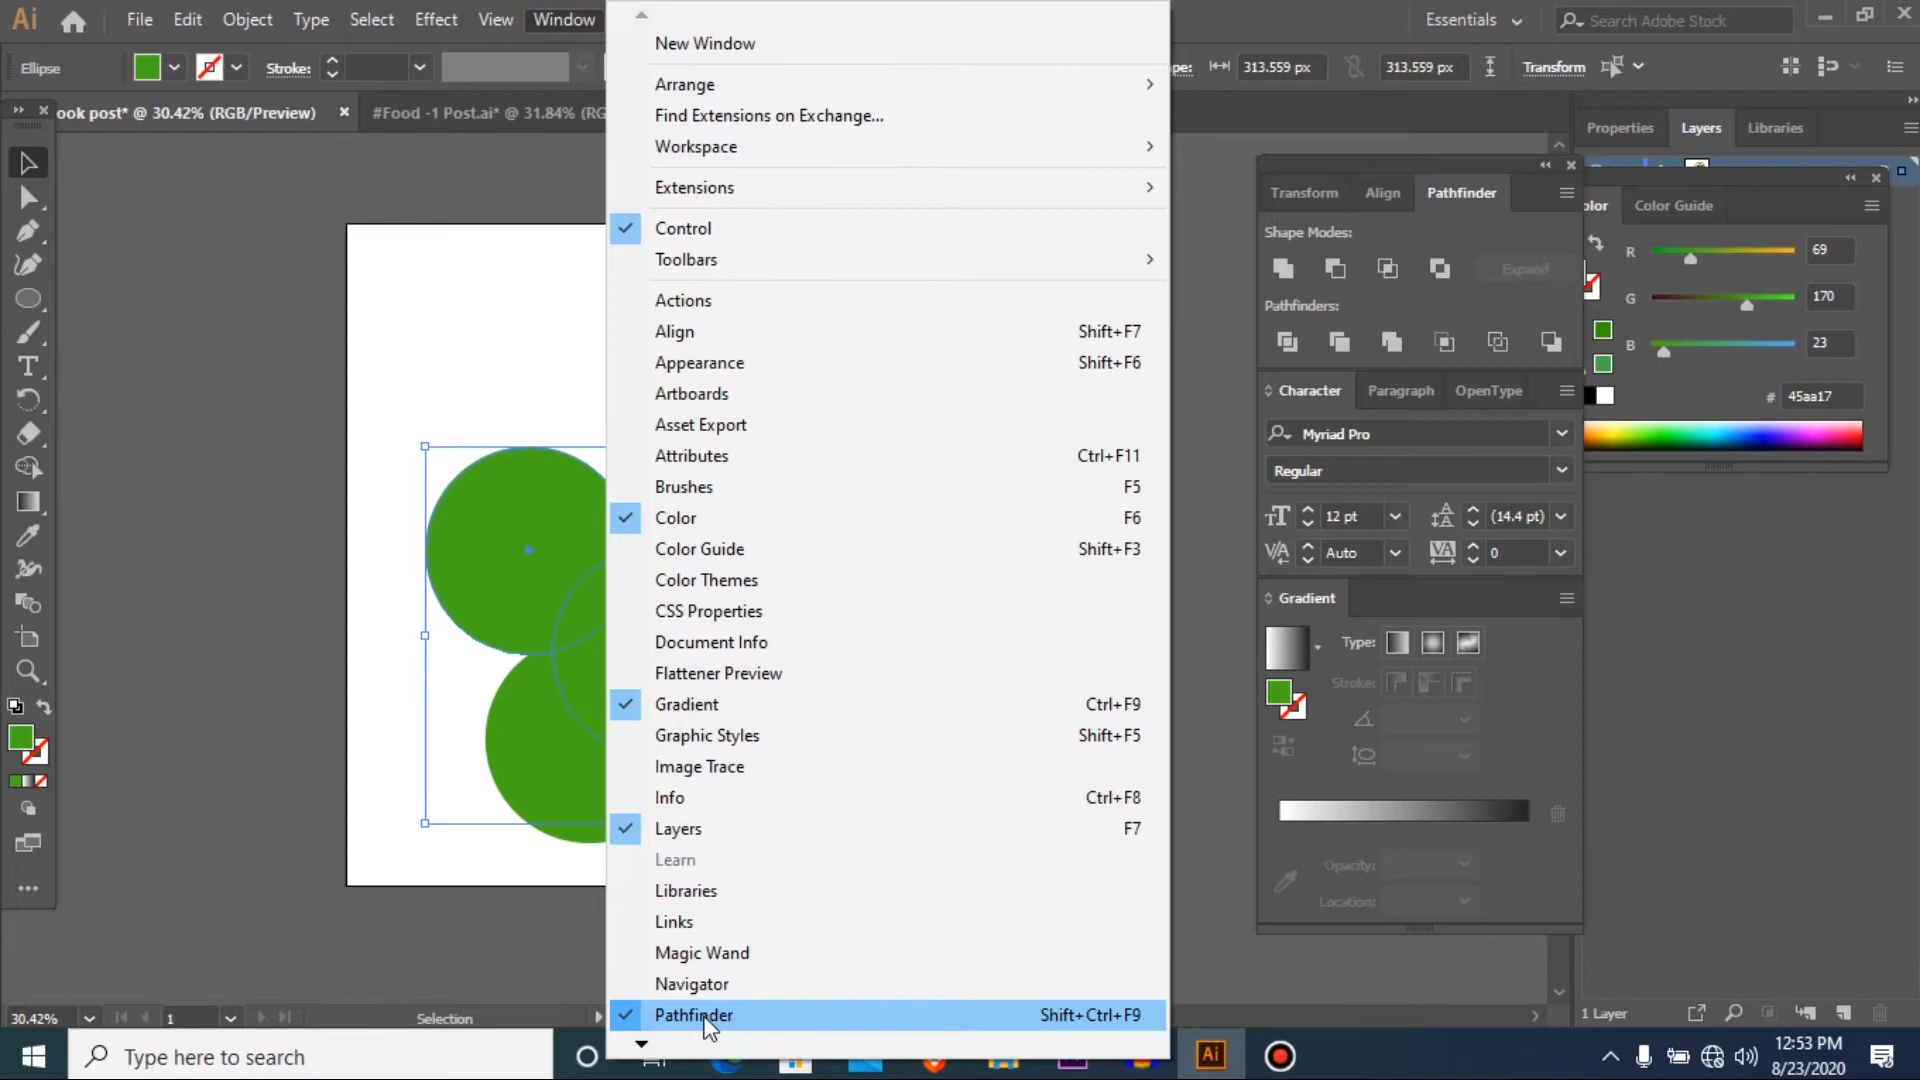 Ai File Edit Object Type Select Effect View Window Essentials Search Adobe Stock
Ellipse Stroke: pe: 313.559 px 313.559 px Transform
ook post* @ 30.42% (RGB/Preview) #Food -1 Post.ai* @ 31.84% (RG
New Window
Arrange
Find Extensions on Exchange...
Workspace
Extensions
Control
Toolbars
Actions
Align Shift+F7
Appearance Shift+F6
Artboards
Asset Export
Attributes Ctrl+F11
Brushes F5
Color F6
Color Guide Shift+F3
Color Themes
CSS Properties
Document Info
Flattener Preview
Gradient Ctrl+F9
Graphic Styles Shift+F5
Image Trace
Info Ctrl+F8
Layers F7
Learn
Libraries
Links
Magic Wand
Navigator
Pathfinder Shift+Ctrl+F9
Transform Align Pathfinder
Shape Modes:
Expand
Pathfinders:
Character Paragraph OpenType
Myriad Pro
Regular
12 pt (14.4 pt)
Auto 0
Gradient
Type:
Stroke:
Opacity:
Location:
Properties Layers Libraries
olor Color Guide
R 69
G 170
B 23
# 45aa17
1 Layer
30.42% 1 Selection
Type here to search
Ai
12:53 PM
8/23/2020